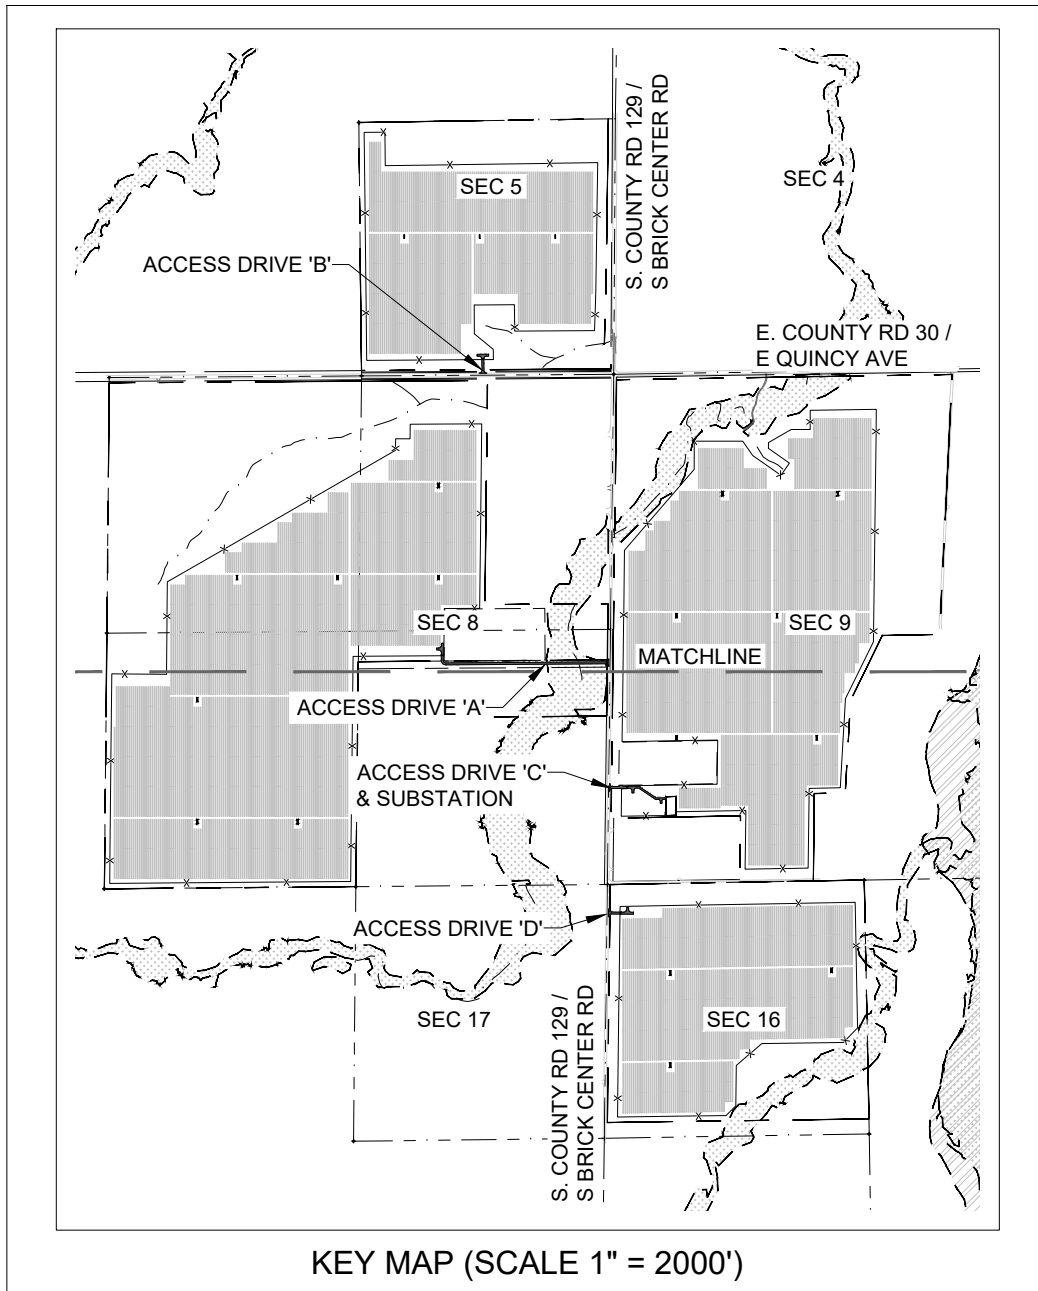 S. COUNTY RD 129 /
S BRICK CENTER RD
SEC 4
SEC 5
ACCESS DRIVE 'B'
E. COUNTY RD 30 /
E QUINCY AVE
SEC 8
SEC 9
MATCHLINE
ACCESS DRIVE 'A'
ACCESS DRIVE 'C'
& SUBSTATION
ACCESS DRIVE 'D'
SEC 17
SEC 16
S. COUNTY RD 129 /
S BRICK CENTER RD
KEY MAP (SCALE 1" = 2000')